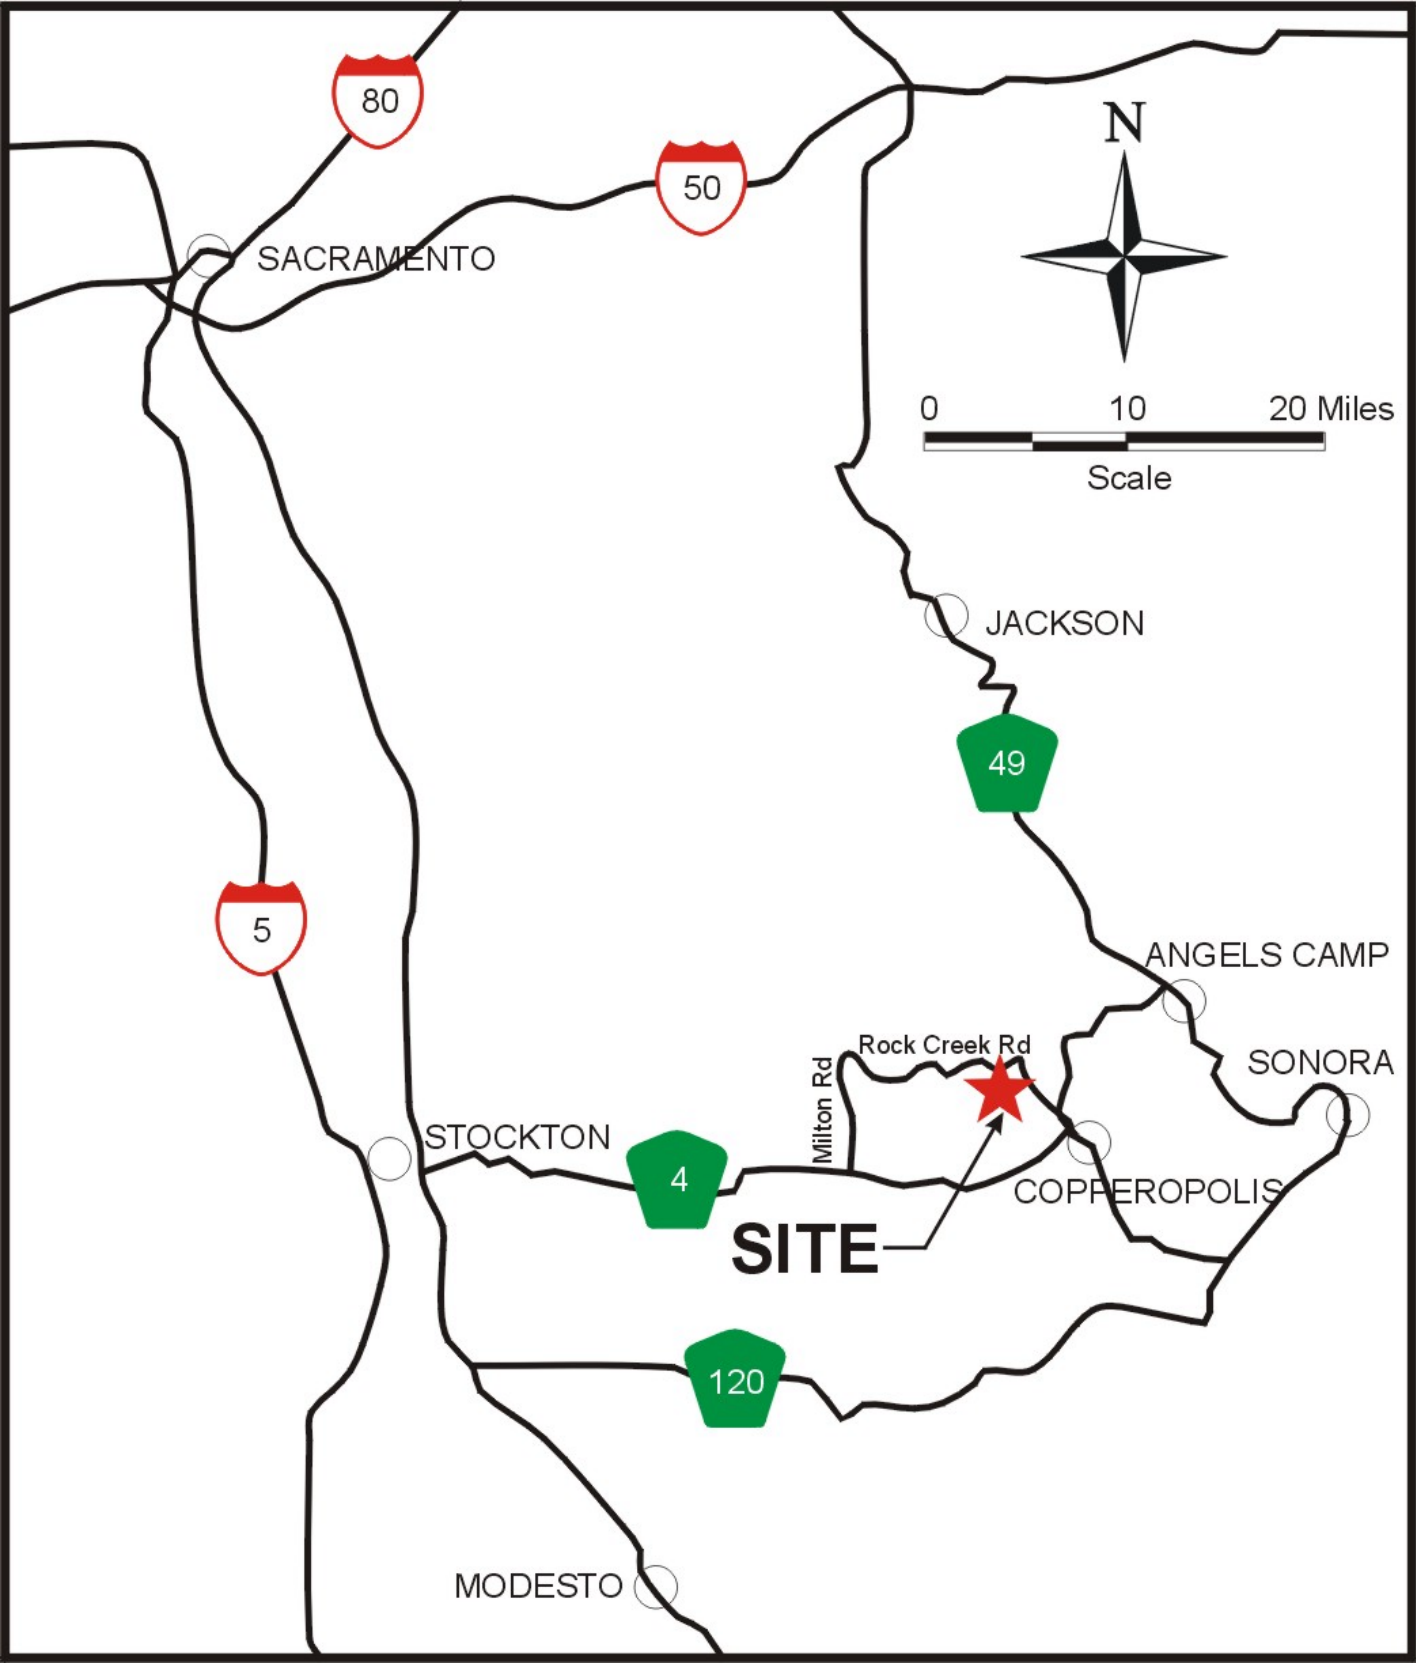 80
N
50
SACRAMENTO
0 10 20 Miles
Scale
JACKSON
49
5
ANGELS CAMP
Rock Creek Rd
SONORA
Milton Rd
STOCKTON
4
COPPEROPOLIS
SITE
120
MODESTO